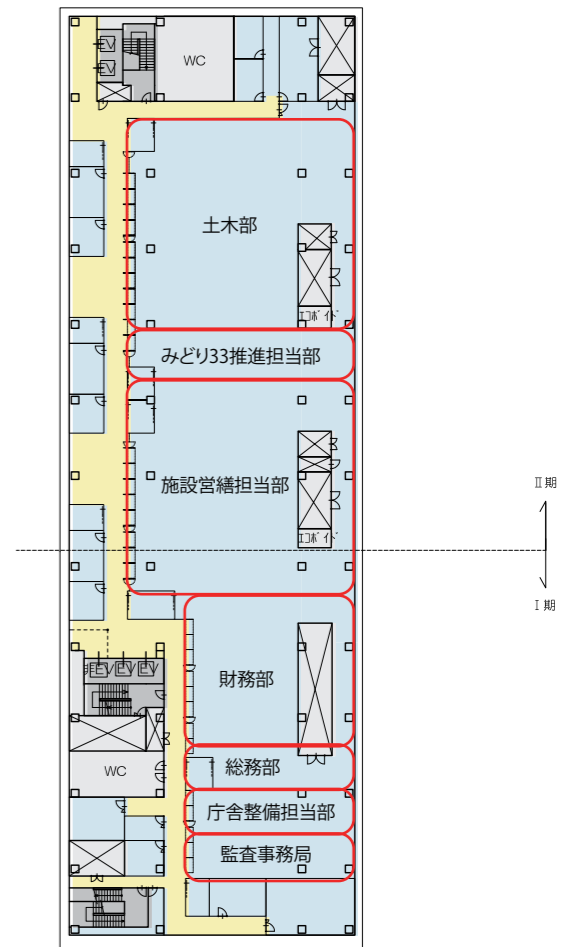 EV
EV
WC
土木部
エコボイド
みどり33推進担当部
施設営繕担当部
エコボイド
Ⅱ期
Ⅰ期
財務部
非EV EV EV
総務部
WC
庁舎整備担当部
監査事務局